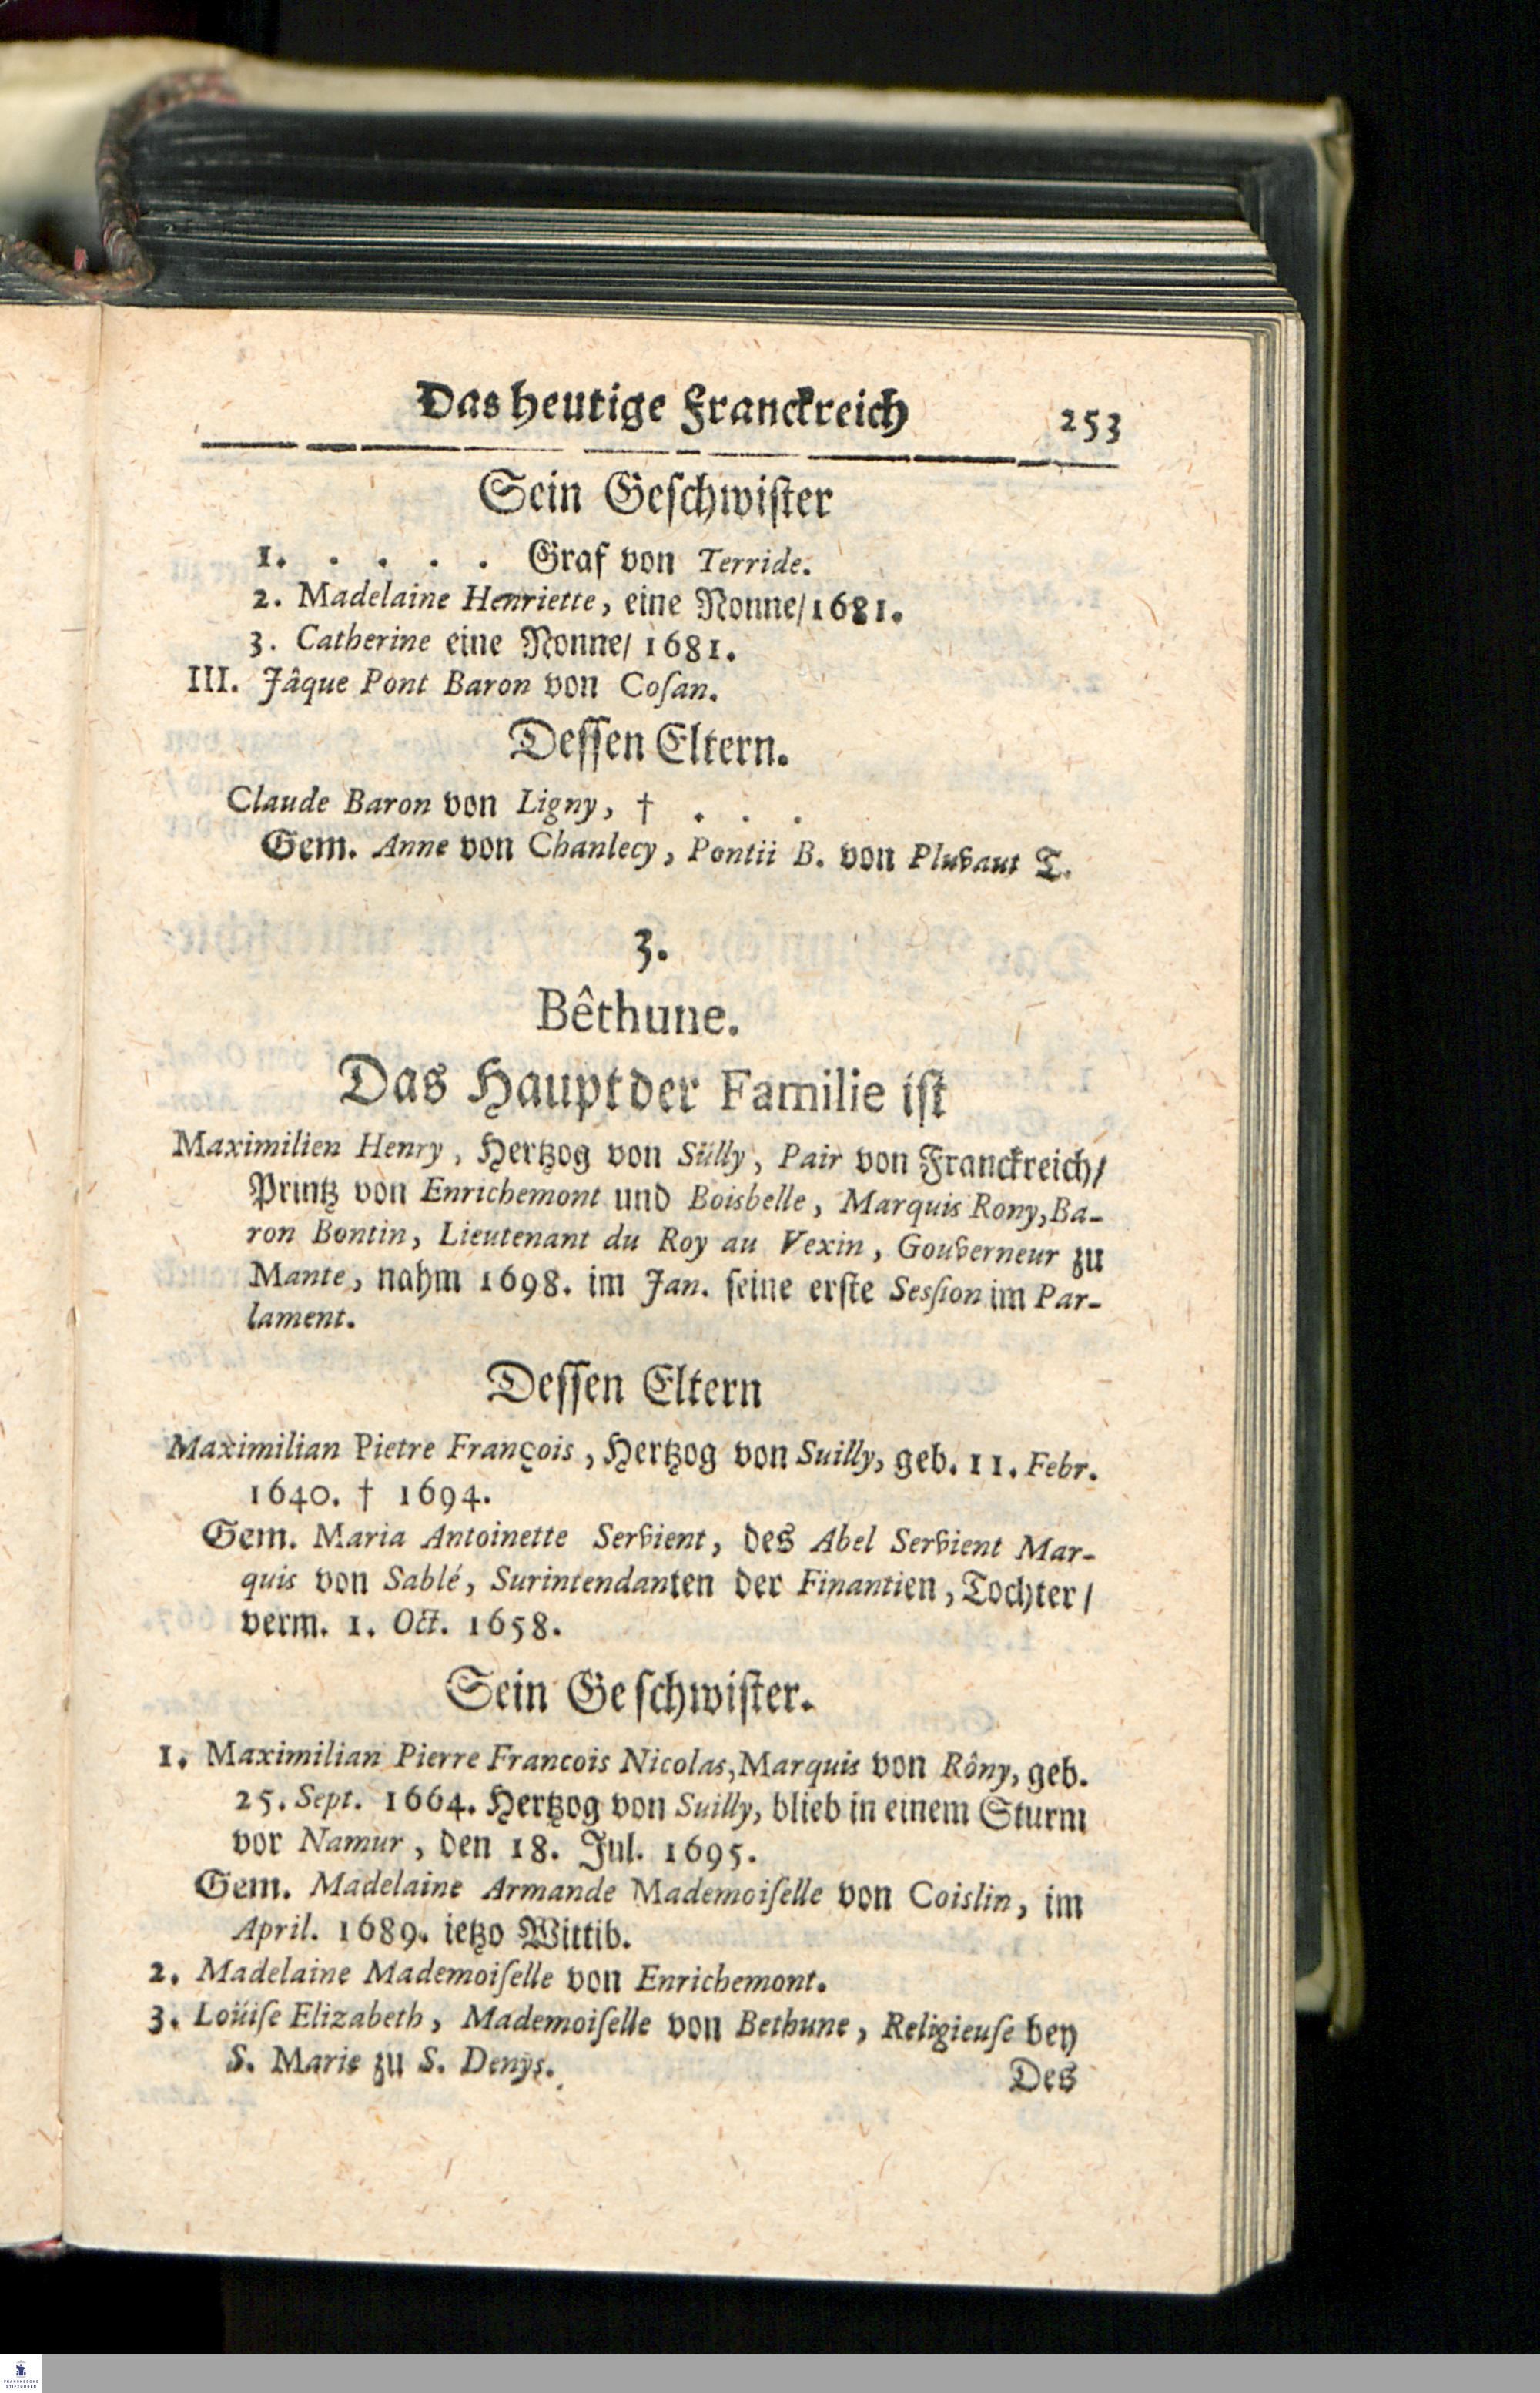 Das heutige Franckreich 253
Sein Geſchwiſter
1. . . . . Graf von Terride.
2. Madelaine Henriette, eine Nonne/ 1681.
3. Catherine eine Nonne/ 1681.
III. Jâque Pont Baron von Coſan.
Deſſen Eltern.
Claude Baron von Ligny, † . . .
Gem. Anne von Chanlecy, Pontii B. von Pluvaut T.
3.
Bêthune.
Das Haupt der Familie iſt
Maximilien Henry, Hertzog von Sülly, Pair von Franckreich/
Printz von Enrichemont und Boisbelle, Marquis Rony, Ba-
ron Bontin, Lieutenant du Roy au Vexin, Gouverneur zu
Mante, nahm 1698. im Jan. ſeine erſte Sesſion im Par-
lament.
Deſſen Eltern
Maximilian Pietre François, Hertzog von Suilly, geb. 11. Febr.
1640. † 1694.
Gem. Maria Antoinette Servient, des Abel Servient Mar-
quis von Sablé, Surintendanten der Finantien, Tochter/
verm. 1. Oct. 1658.
Sein Geſchwiſter.
1. Maximilian Pierre Francois Nicolas, Marquis von Rôny, geb.
25. Sept. 1664. Hertzog von Suilly, blieb in einem Sturm
vor Namur, den 18. Jul. 1695.
Gem. Madelaine Armande Mademoiſelle von Coislin, im
April. 1689. ietzo Wittib.
2. Madelaine Mademoiſelle von Enrichemont.
3. Loüiſe Elizabeth, Mademoiſelle von Bethune, Religieuſe bey
S. Marie zu S. Denys.
Des
FRANCKESCHE
STIFTUNGEN